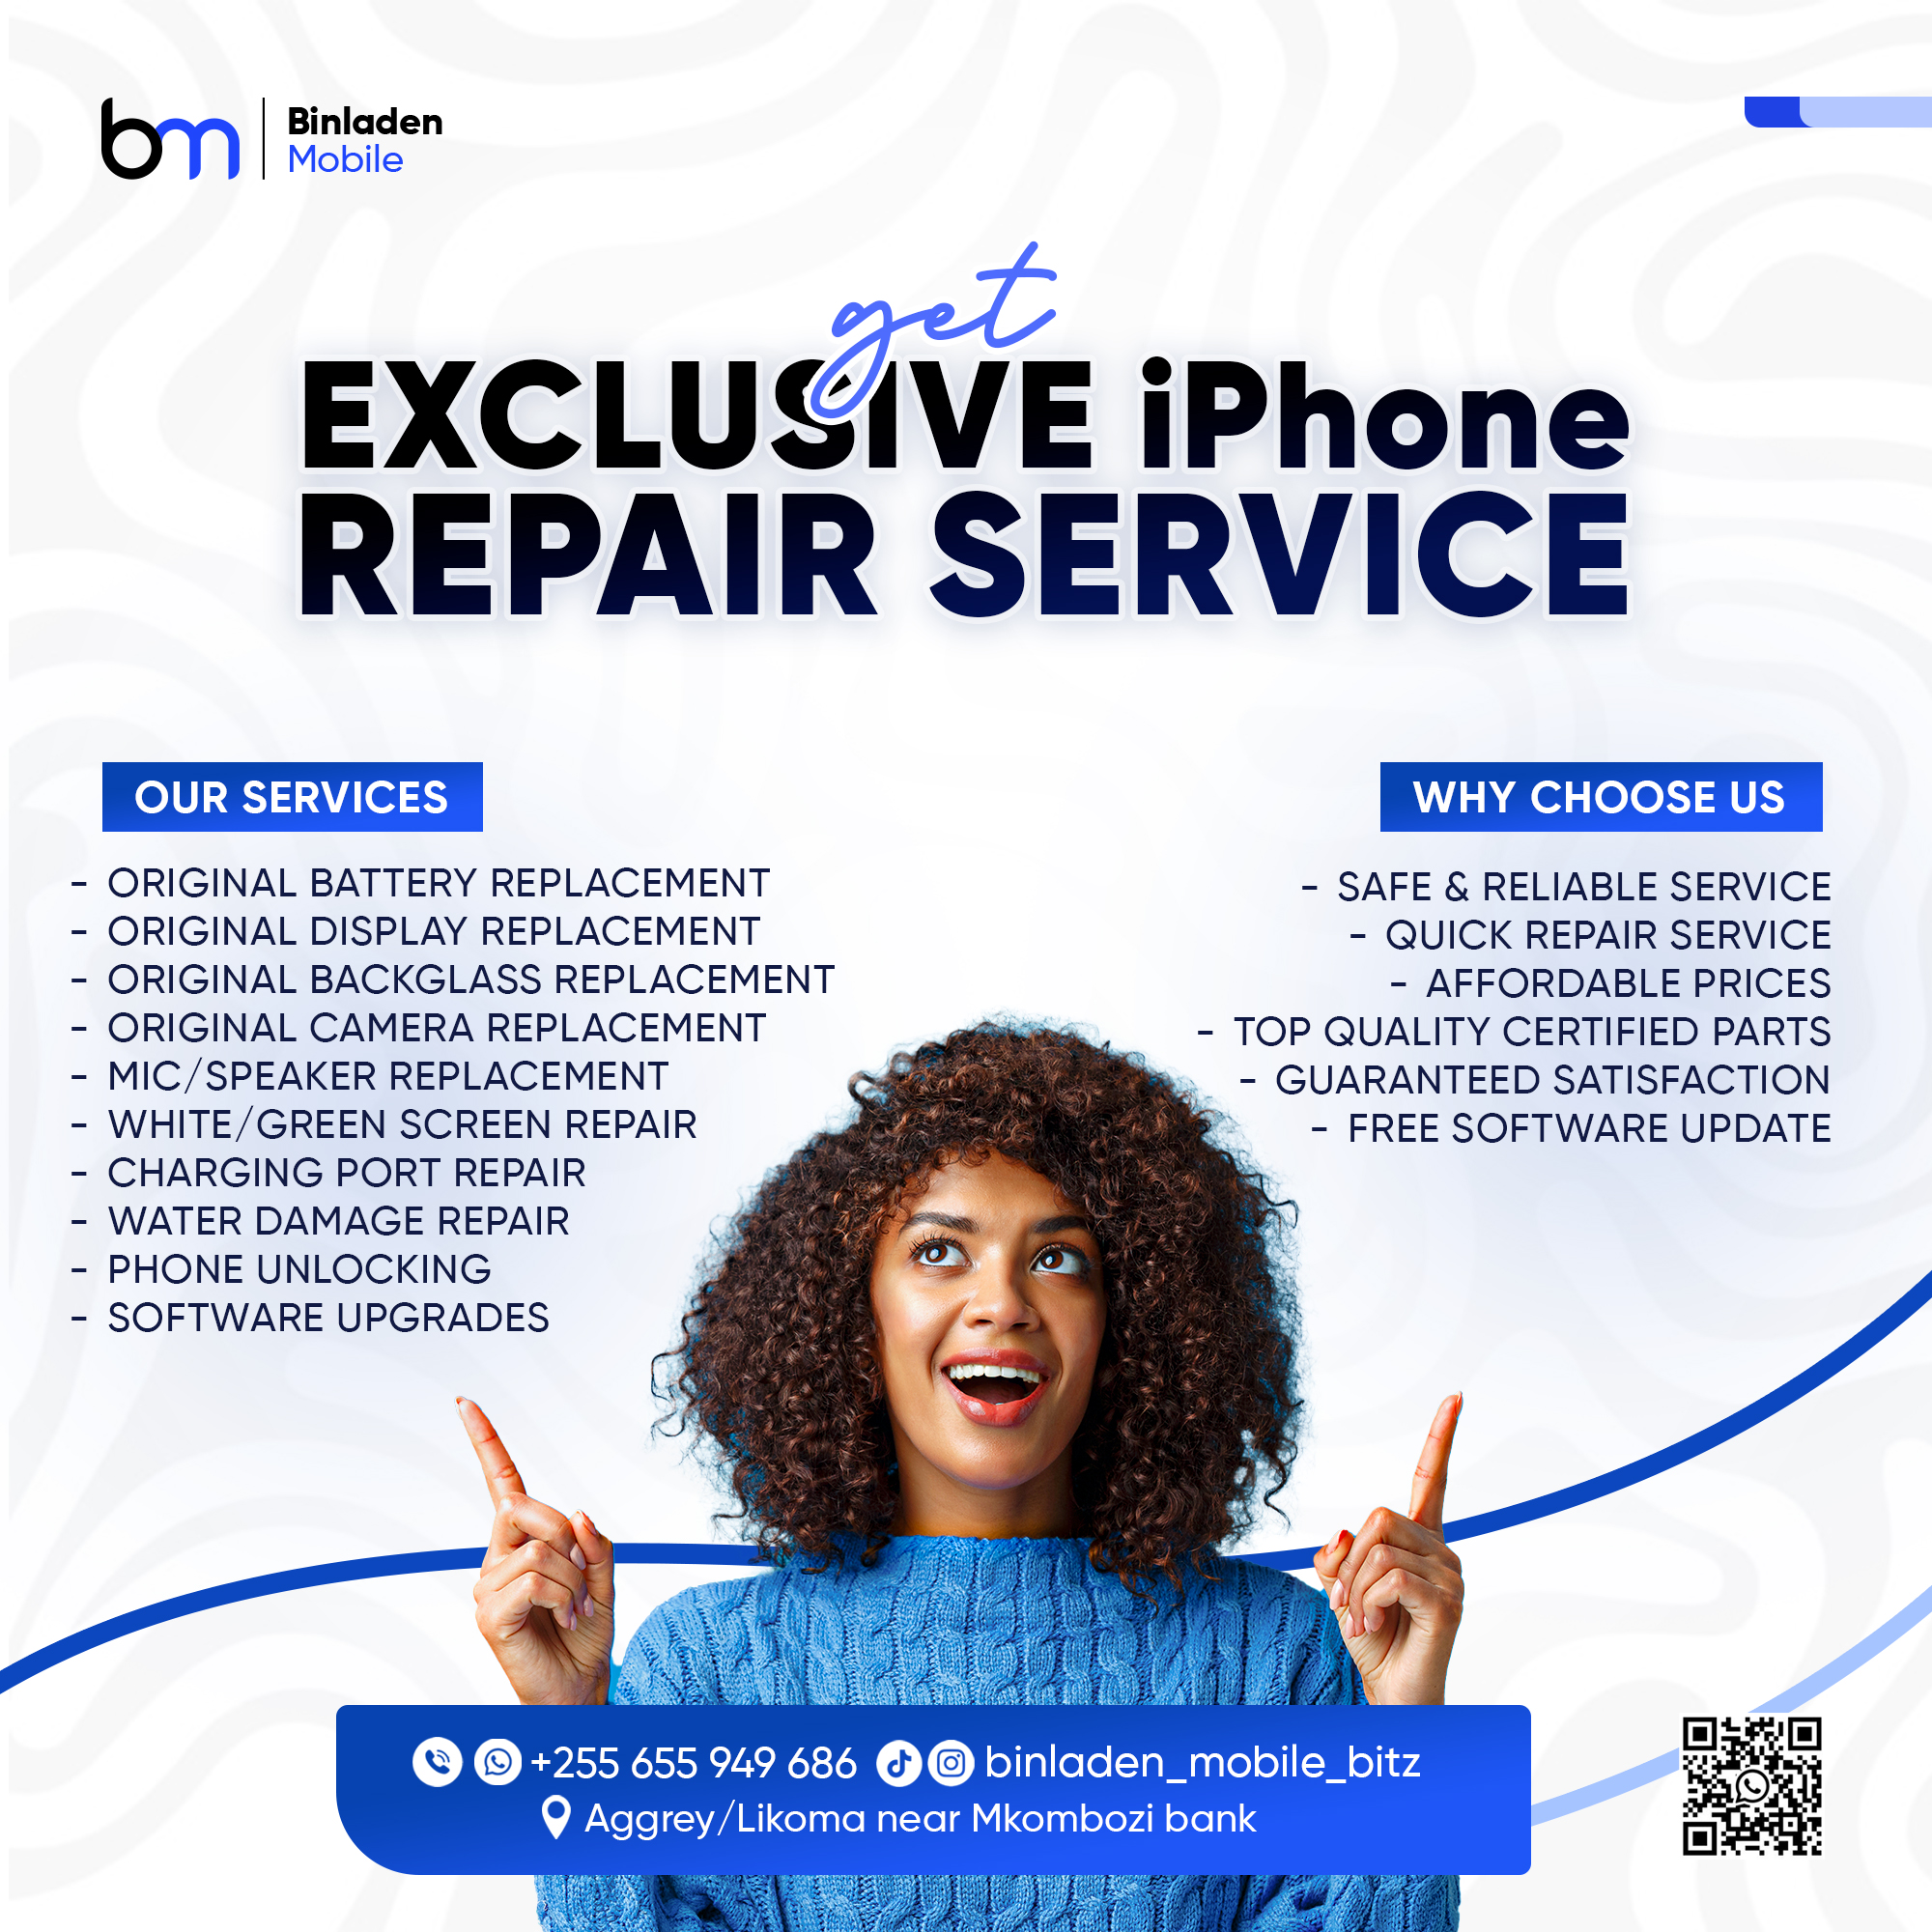 bm
Binladen
Mobile
get
EXCLUSIVE iPhone
REPAIR SERVICE
OUR SERVICES
- ORIGINAL BATTERY REPLACEMENT
- ORIGINAL DISPLAY REPLACEMENT
- ORIGINAL BACKGLASS REPLACEMENT
- ORIGINAL CAMERA REPLACEMENT
- MIC/SPEAKER REPLACEMENT
- WHITE/GREEN SCREEN REPAIR
- CHARGING PORT REPAIR
- WATER DAMAGE REPAIR
- PHONE UNLOCKING
- SOFTWARE UPGRADES
WHY CHOOSE US
- SAFE & RELIABLE SERVICE
- QUICK REPAIR SERVICE
- AFFORDABLE PRICES
- TOP QUALITY CERTIFIED PARTS
- GUARANTEED SATISFACTION
- FREE SOFTWARE UPDATE
+255 655 949 686 binladen_mobile_bitz
Aggrey/Likoma near Mkombozi bank